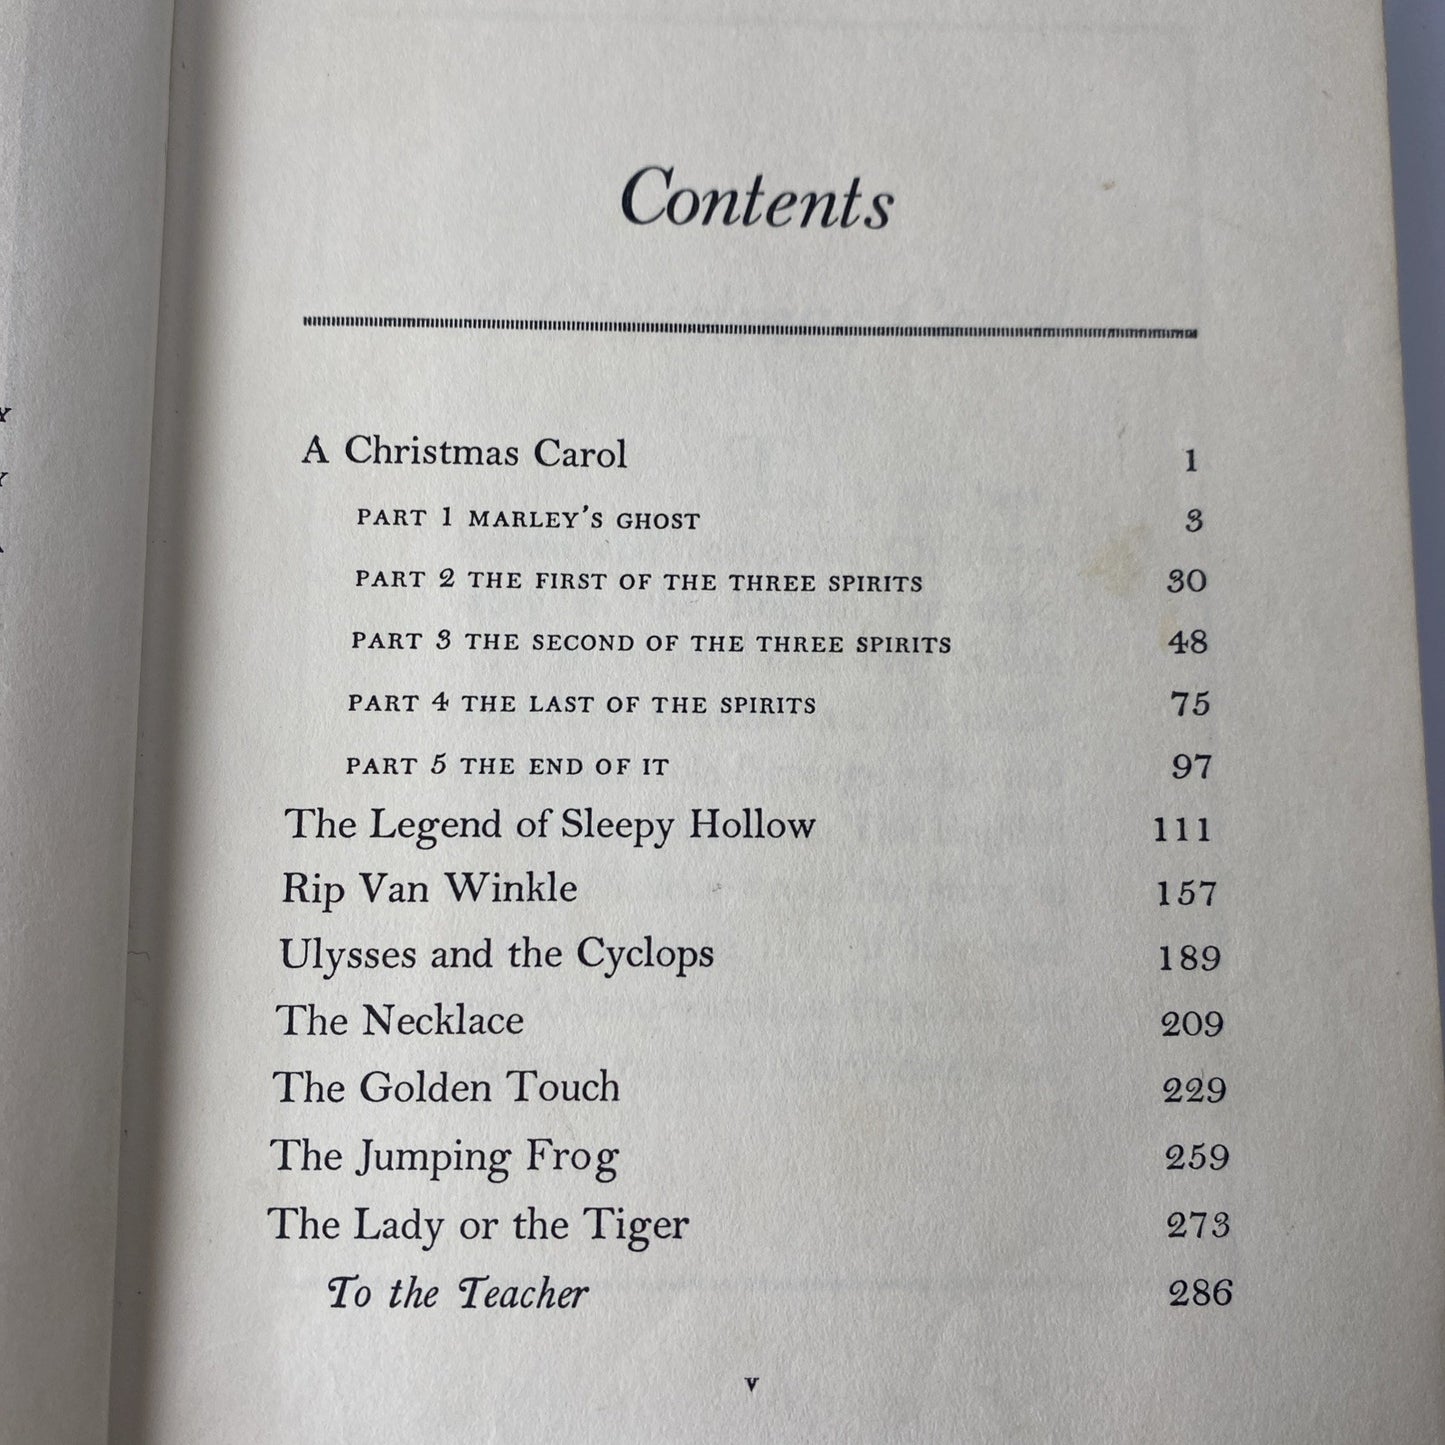 Contents
A Christmas Carol 1
PART 1 MARLEY'S GHOST 3
PART 2 THE FIRST OF THE THREE SPIRITS 30
PART 3 THE SECOND OF THE THREE SPIRITS 48
PART 4 THE LAST OF THE SPIRITS 75
PART 5 THE END OF IT 97
The Legend of Sleepy Hollow 111
Rip Van Winkle 157
Ulysses and the Cyclops 189
The Necklace 209
The Golden Touch 229
The Jumping Frog 259
The Lady or the Tiger 273
To the Teacher 286
v